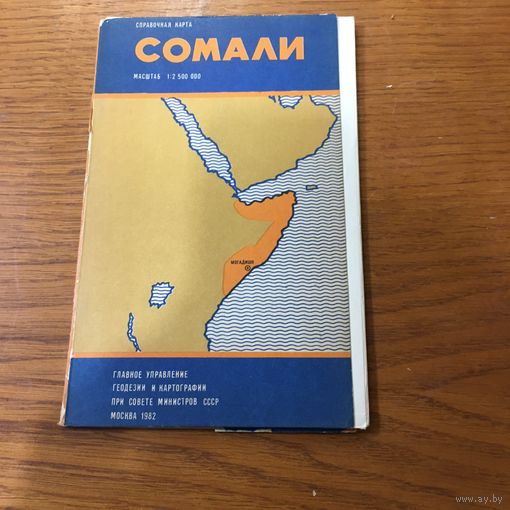 СПРАВОЧНАЯ КАРТА
СОМАЛИ
МАСШТАБ 1:2 500 000
МОГАДИШО
ГЛАВНОЕ УПРАВЛЕНИЕ
ГЕОДЕЗИИ И КАРТОГРАФИИ
ПРИ СОВЕТЕ МИНИСТРОВ СССР
МОСКВА 1982
www.ay.by